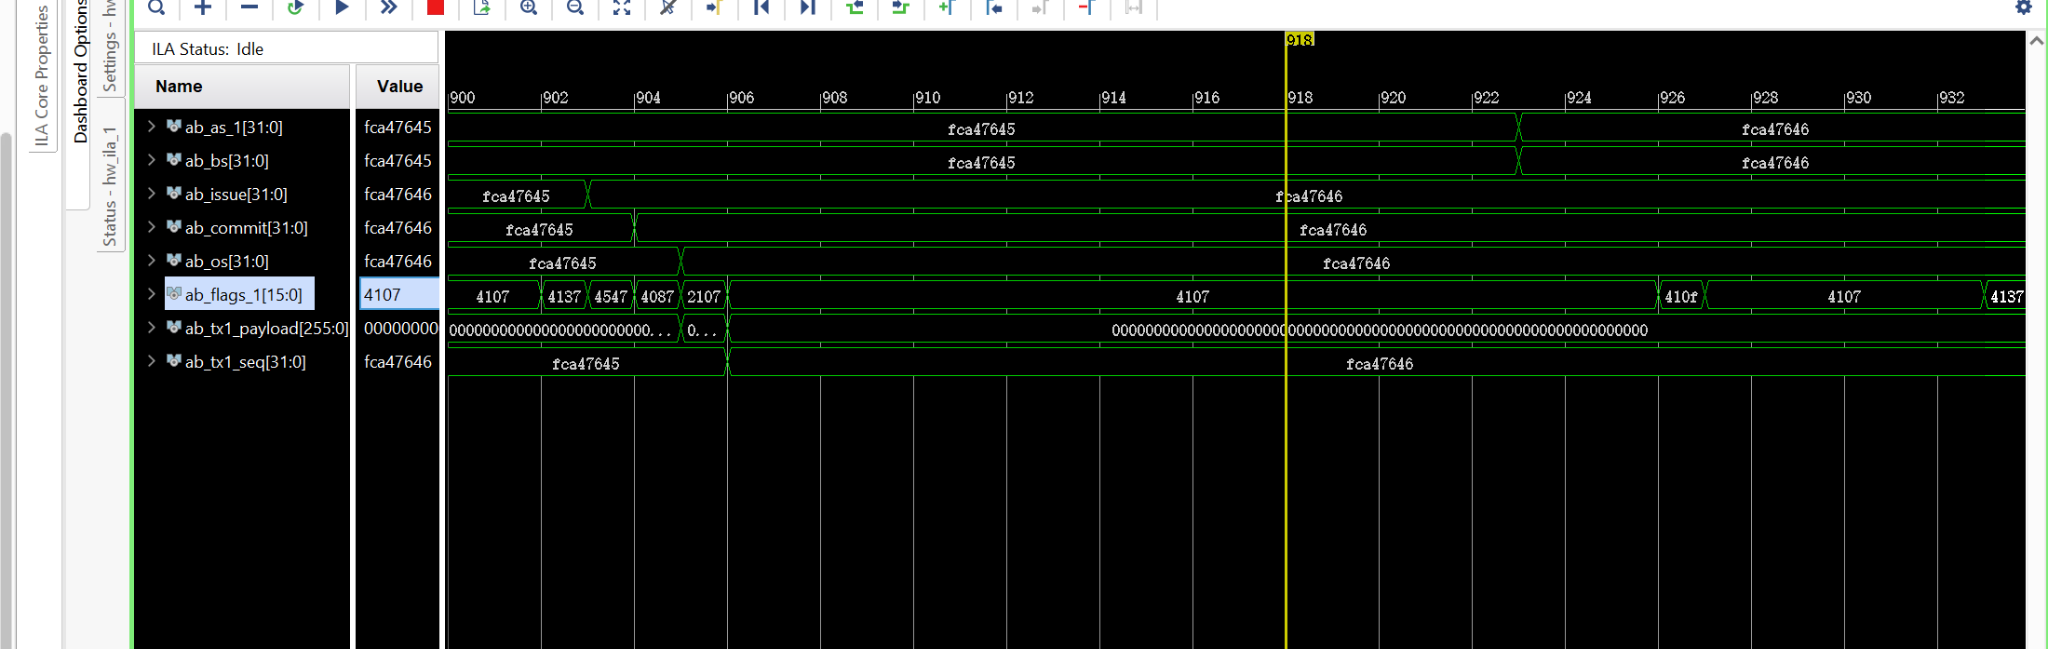 ILA Core Properties
Dashboard Options
Settings - hw
Status - hw_ila_1
ILA Status: Idle
Name Value
918
900 902 904 906 908 910 912 914 916 918 920 922 924 926 928 930 932
ab_as_1[31:0] fca47645 fca47645 fca47646
ab_bs[31:0] fca47645 fca47645 fca47646
ab_issue[31:0] fca47646 fca47645 fca47646
ab_commit[31:0] fca47646 fca47645 fca47646
ab_os[31:0] fca47646 fca47645 fca47646
ab_flags_1[15:0] 4107 4107 4137 4547 4087 2107 4107 410f 4107 4137
ab_tx1_payload[255:0] 00000000 000000000000000000000000... 0... 0000000000000000000000000000000000000000000000000000000000000000
ab_tx1_seq[31:0] fca47646 fca47645 fca47646